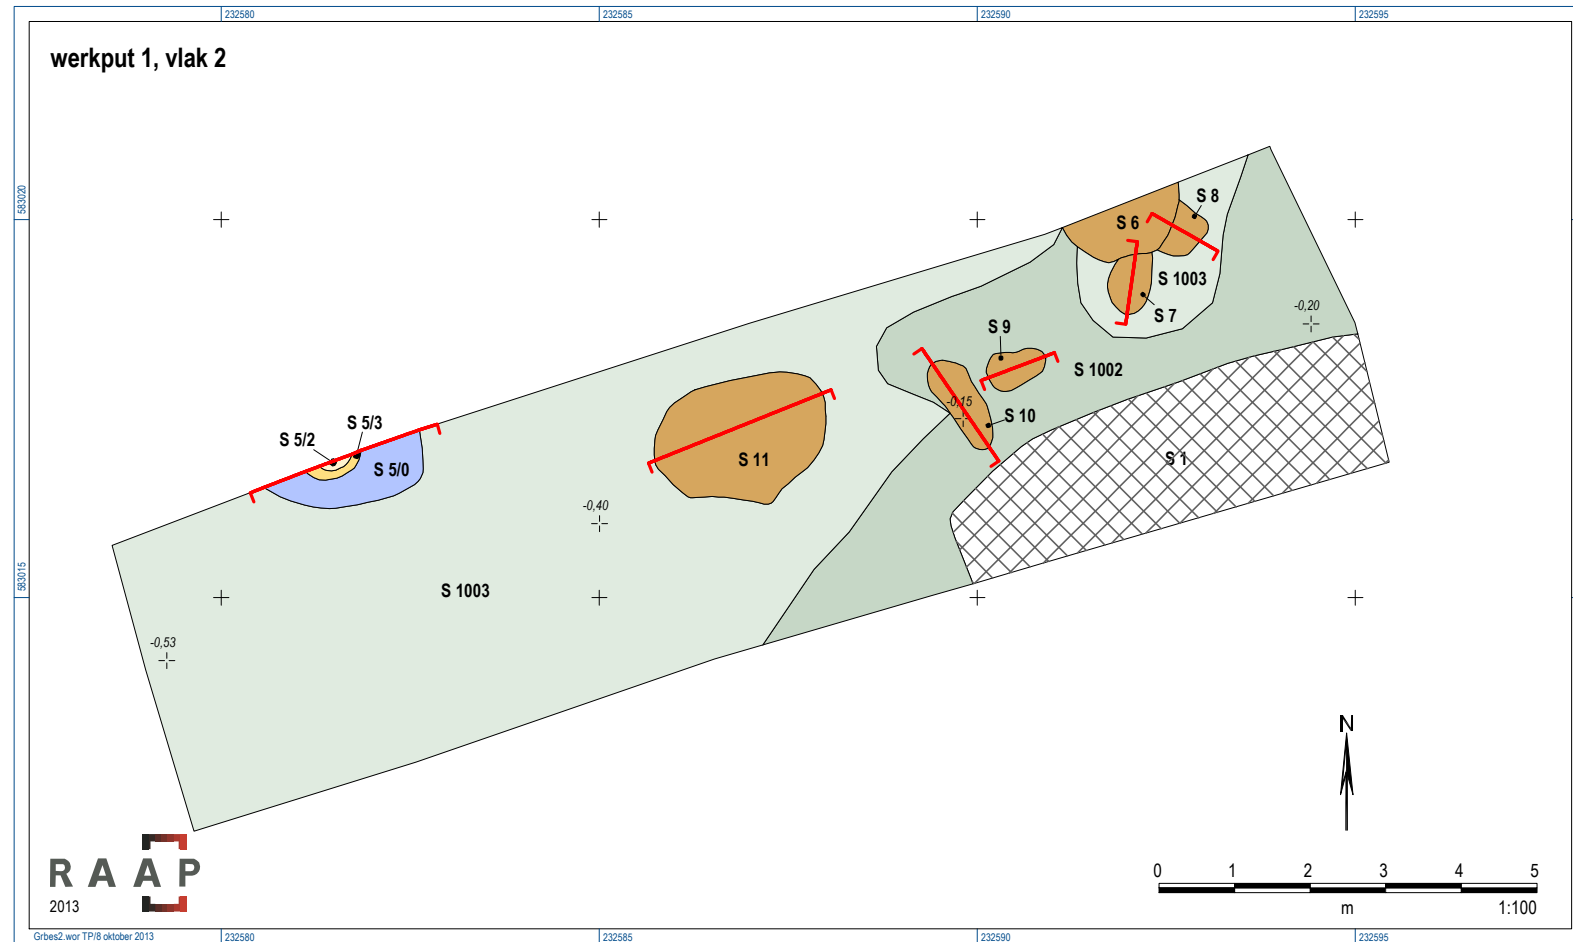 232580
232585
232590
232595
werkput 1, vlak 2
583020
S 8
S 6
S 1003
S 7
-0,20
S 9
S 1002
-0,15
S 10
S 5/3
S 5/2
S 5/0
S 11
S 1
-0,40
583015
S 1003
-0,53
N
RAAP
2013
0 1 2 3 4 5
m 1:100
Grbes2.wor TP/8 oktober 2013
232580
232585
232590
232595